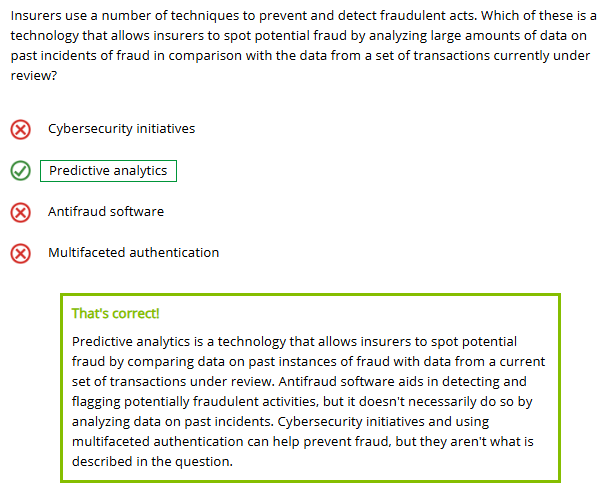 Insurers use a number of techniques to prevent and detect fraudulent acts. Which of these is a
technology that allows insurers to spot potential fraud by analyzing large amounts of data on
past incidents of fraud in comparison with the data from a set of transactions currently under
review?
Cybersecurity initiatives
Predictive analytics
Antifraud software
Multifaceted authentication
That's correct!
Predictive analytics is a technology that allows insurers to spot potential
fraud by comparing data on past instances of fraud with data from a current
set of transactions under review. Antifraud software aids in detecting and
flagging potentially fraudulent activities, but it doesn't necessarily do so by
analyzing data on past incidents. Cybersecurity initiatives and using
multifaceted authentication can help prevent fraud, but they aren't what is
described in the question.